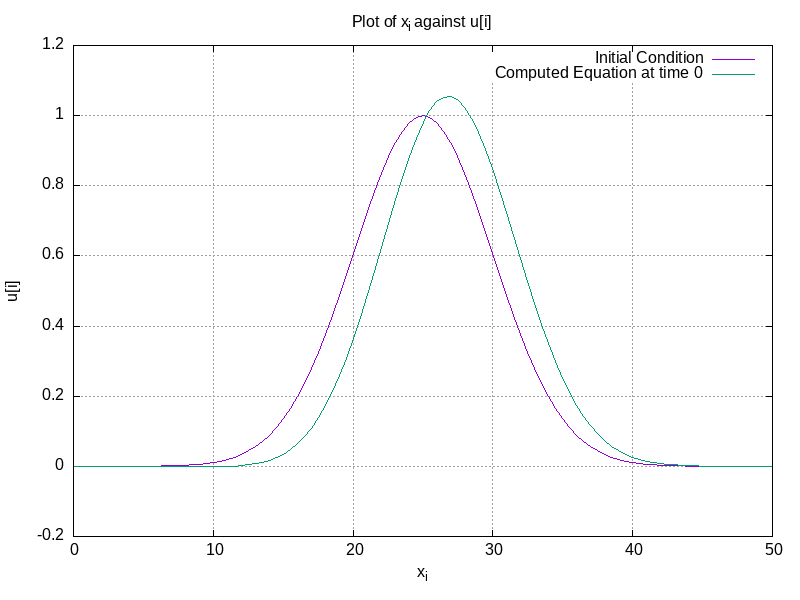 Plot of xi against u[i]
1.2
1
0.8
0.6
0.4
0.2
0
-0.2
0
10
20
30
40
50
u[i]
xi
Initial Condition
Computed Equation at time 0